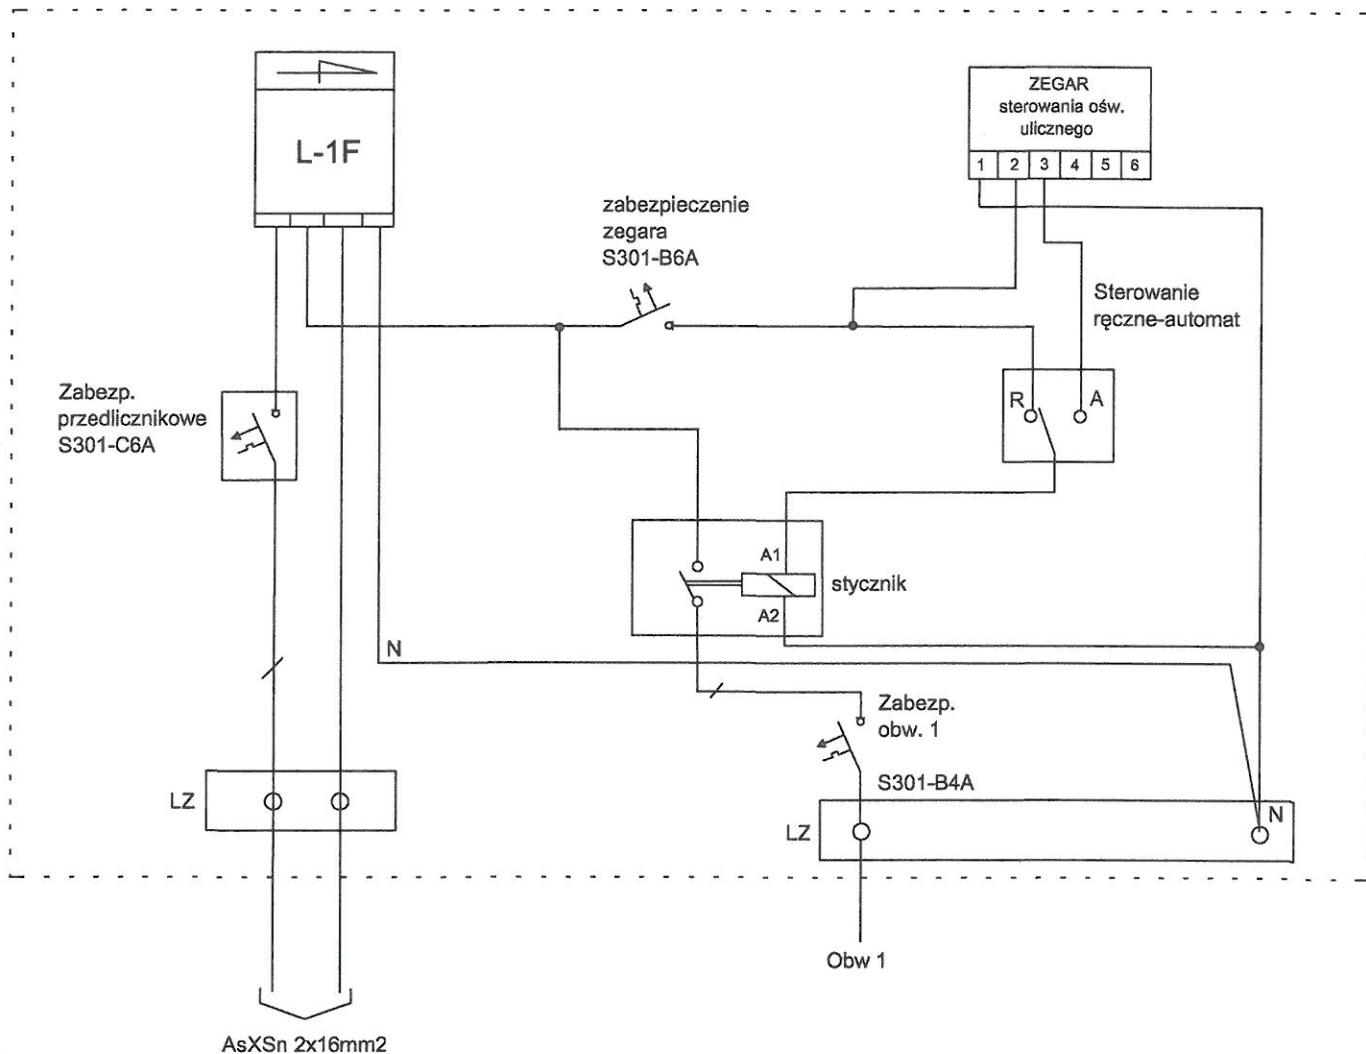 L-1F
ZEGAR
sterowania ośw.
ulicznego
1 2 3 4 5 6
zabezpieczenie
zegara
S301-B6A
Sterowanie
ręczne-automat
Zabezp.
przedlicznikowe
S301-C6A
R A
A1
stycznik
A2
N
Zabezp.
obw. 1
S301-B4A
LZ
LZ
N
Obw 1
AsXSn 2x16mm2